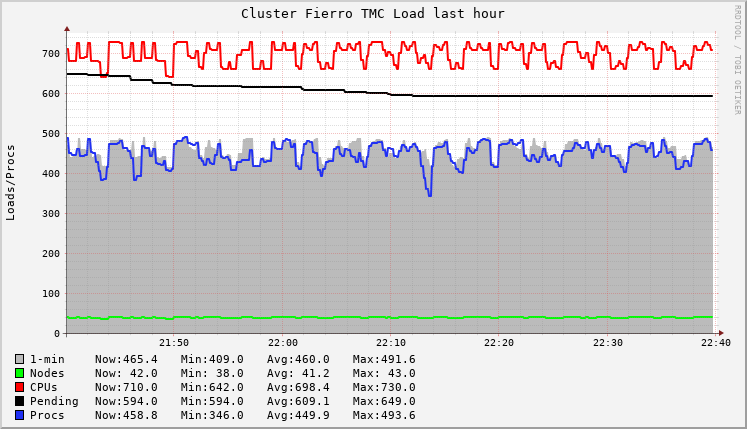 Cluster Fierro TMC Load last hour
RRDTOOL / TOBI OETIKER
Loads/Procs
700
600
500
400
300
200
100
0
21:50 22:00 22:10 22:20 22:30 22:40
1-min Now:465.4 Min:409.0 Avg:460.0 Max:491.6
Nodes Now: 42.0 Min: 38.0 Avg: 41.2 Max: 43.0
CPUs Now:710.0 Min:642.0 Avg:698.4 Max:730.0
Pending Now:594.0 Min:594.0 Avg:609.1 Max:649.0
Procs Now:458.8 Min:346.0 Avg:449.9 Max:493.6